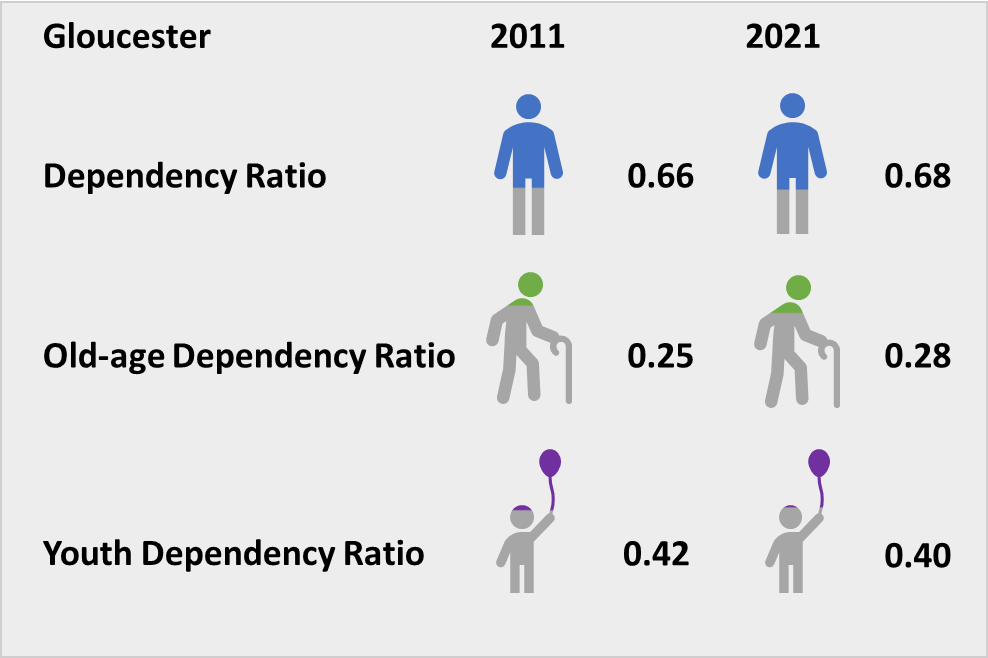 Gloucester 2011 2021
Dependency Ratio 0.66 0.68
Old-age Dependency Ratio 0.25 0.28
Youth Dependency Ratio 0.42 0.40